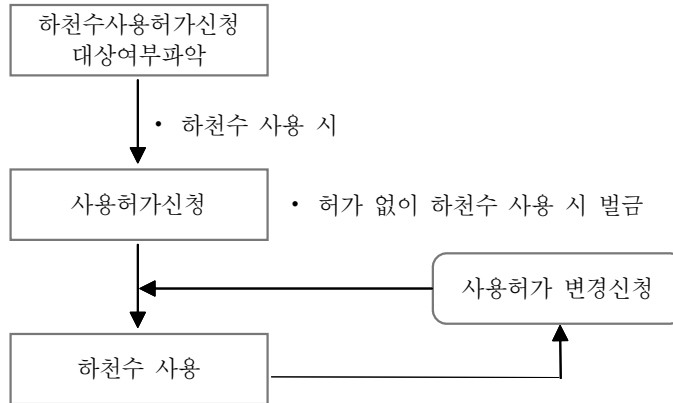 하천수사용허가신청
대상여부파악
• 하천수 사용 시
사용허가신청
• 허가 없이 하천수 사용 시 벌금
사용허가 변경신청
하천수 사용